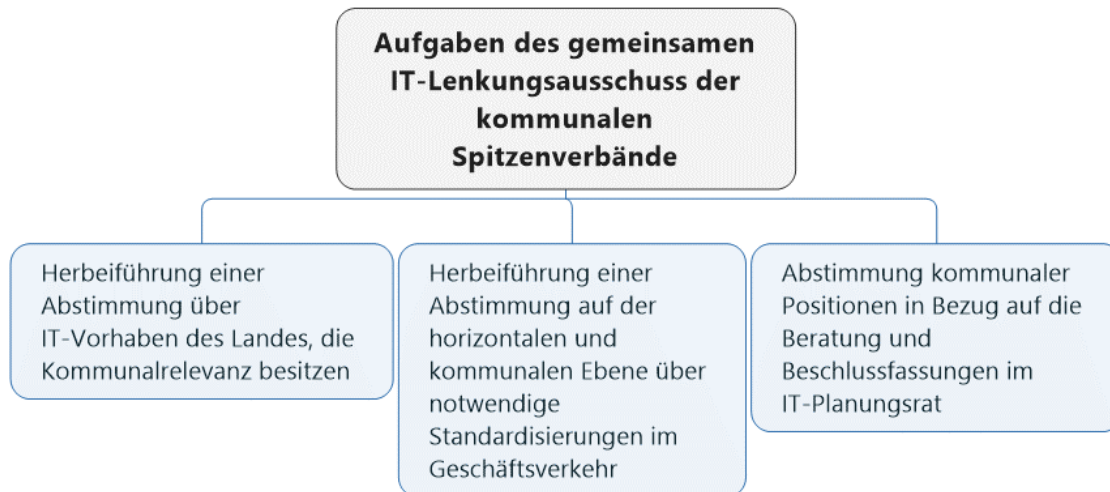 Aufgaben des gemeinsamen
IT-Lenkungsausschuss der
kommunalen
Spitzenverbände
Herbeiführung einer
Abstimmung über
IT-Vorhaben des Landes, die
Kommunalrelevanz besitzen
Herbeiführung einer
Abstimmung auf der
horizontalen und
kommunalen Ebene über
notwendige
Standardisierungen im
Geschäftsverkehr
Abstimmung kommunaler
Positionen in Bezug auf die
Beratung und
Beschlussfassungen im
IT-Planungsrat